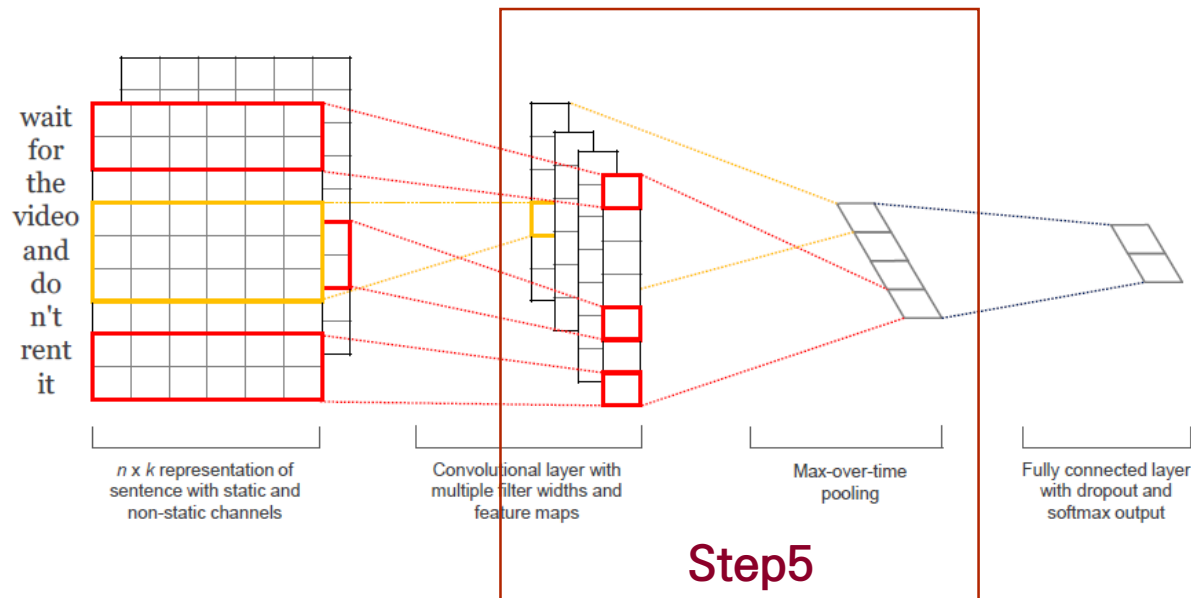 wait
for
the
video
and
do
n't
rent
it
n x k representation of
sentence with static and
non-static channels
Convolutional layer with
multiple filter widths and
feature maps
Max-over-time
pooling
Fully connected layer
with dropout and
softmax output
Step5